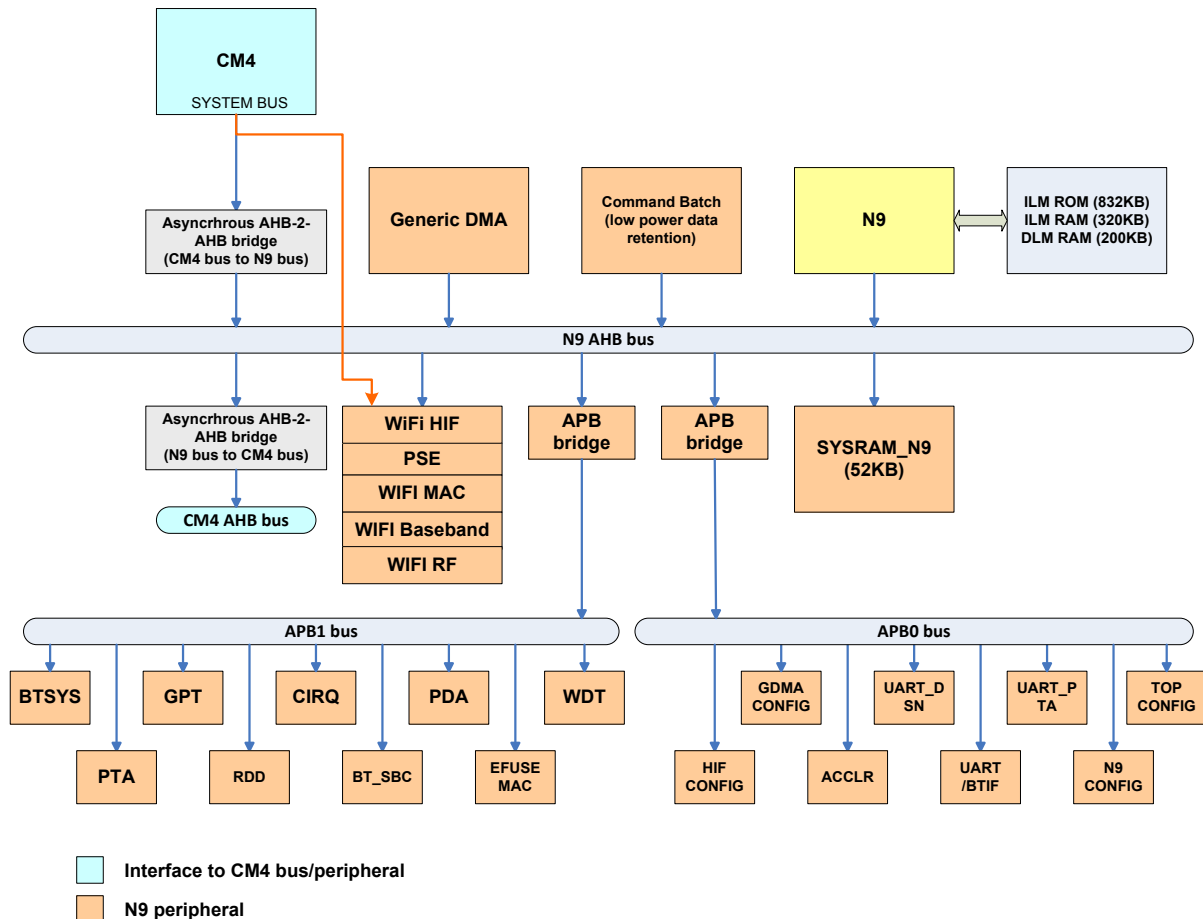 CM4
SYSTEM BUS
Asyncrhrous AHB-2-
AHB bridge
(CM4 bus to N9 bus)
Generic DMA
Command Batch
(low power data
retention)
N9
ILM ROM (832KB)
ILM RAM (320KB)
DLM RAM (200KB)
N9 AHB bus
Asyncrhrous AHB-2-
AHB bridge
(N9 bus to CM4 bus)
CM4 AHB bus
WiFi HIF
PSE
WIFI MAC
WIFI Baseband
WIFI RF
APB
bridge
APB
bridge
SYSRAM_N9
(52KB)
APB1 bus
APB0 bus
BTSYS
GPT
CIRQ
PDA
WDT
PTA
RDD
BT_SBC
EFUSE
MAC
GDMA
CONFIG
UART_D
SN
UART_P
TA
TOP
CONFIG
HIF
CONFIG
ACCLR
UART
/BTIF
N9
CONFIG
Interface to CM4 bus/peripheral
N9 peripheral